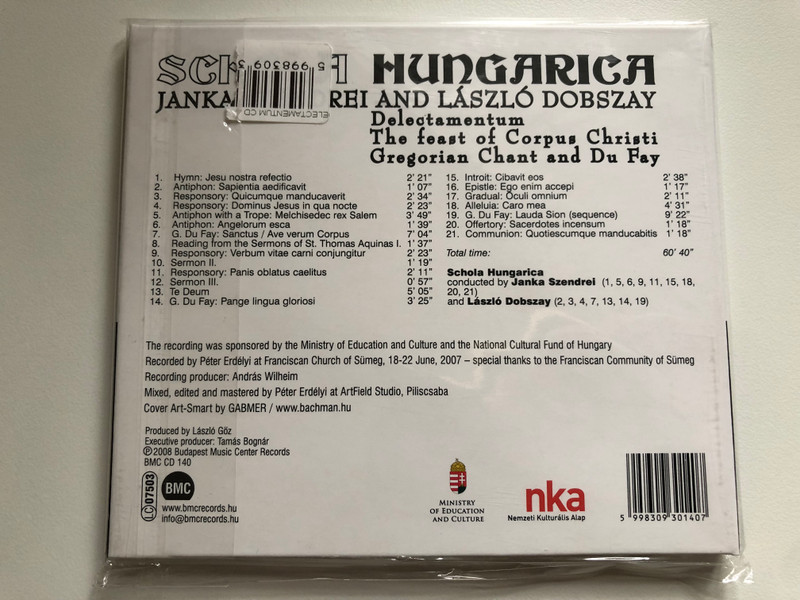 HUNGARICA
AND LÁSZLÓ DOBSZAY
Delectamentum
The feast of Corpus Christi
Gregorian Chant and Du Fay
ELECTAMENTUM CD
1. Hymn: Jesu nostra refectio 2' 21"
2. Antiphon: Sapientia aedificavit 1' 07"
3. Responsory: Quicumque manducaverit 2' 34"
4. Responsory: Dominus Jesus in qua nocte 2' 23"
5. Antiphon with a Trope: Melchisedec rex Salem 3' 49"
6. Antiphon: Angelorum esca 1' 39"
7. G. Du Fay: Sanctus / Ave verum Corpus 7' 04"
8. Reading from the Sermons of St. Thomas Aquinas I. 1' 37"
9. Responsory: Verbum vitae carni conjungitur 2' 23"
10. Sermon II. 1' 19"
11. Responsory: Panis oblatus caelitus 2' 11"
12. Sermon III. 0' 57"
13. Te Deum 5' 05"
14. G. Du Fay: Pange lingua gloriosi 3' 25"
15. Introit: Cibavit eos 2' 38"
16. Epistle: Ego enim accepi 1' 17"
17. Gradual: Oculi omnium 2' 11"
18. Alleluia: Caro mea 4' 31"
19. G. Du Fay: Lauda Sion (sequence) 9' 22"
20. Offertory: Sacerdotes incensum 1' 18"
21. Communion: Quotiescumque manducabitis 1' 18"
Total time: 60' 40"
Schola Hungarica
conducted by Janka Szendrei (1, 5, 6, 9, 11, 15, 18,
20, 21)
and László Dobszay (2, 3, 4, 7, 13, 14, 19)
The recording was sponsored by the Ministry of Education and Culture and the National Cultural Fund of Hungary
Recorded by Péter Erdélyi at Franciscan Church of Sümeg, 18-22 June, 2007 – special thanks to the Franciscan Community of Sümeg
Recording producer: András Wilheim
Mixed, edited and mastered by Péter Erdélyi at ArtField Studio, Piliscsaba
Cover Art-Smart by GABMER / www.bachman.hu
Produced by László Göz
Executive producer: Tamás Bognár
℗©2008 Budapest Music Center Records
BMC CD 140
LC 07503
BMC
www.bmcrecords.hu
info@bmcrecords.hu
MINISTRY
OF EDUCATION
AND CULTURE
nka
Nemzeti Kulturális Alap
5 998309 301407